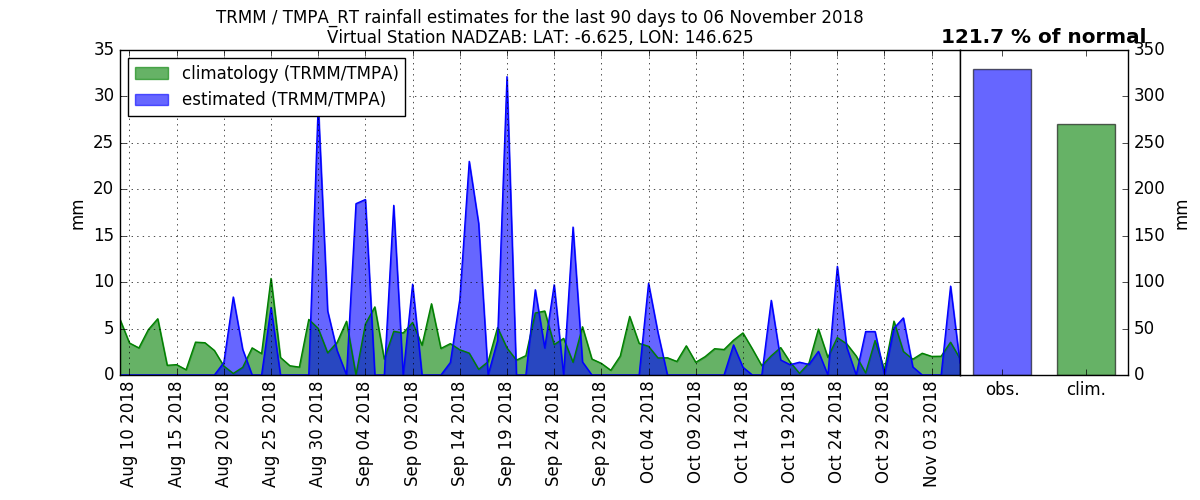 TRMM / TMPA_RT rainfall estimates for the last 90 days to 06 November 2018
Virtual Station NADZAB: LAT: -6.625, LON: 146.625
121.7 % of normal
climatology (TRMM/TMPA)
estimated (TRMM/TMPA)
35
30
25
20
15
10
5
0
mm
350
300
250
200
150
100
50
0
mm
Aug 10 2018
Aug 15 2018
Aug 20 2018
Aug 25 2018
Aug 30 2018
Sep 04 2018
Sep 09 2018
Sep 14 2018
Sep 19 2018
Sep 24 2018
Sep 29 2018
Oct 04 2018
Oct 09 2018
Oct 14 2018
Oct 19 2018
Oct 24 2018
Oct 29 2018
Nov 03 2018
obs.
clim.